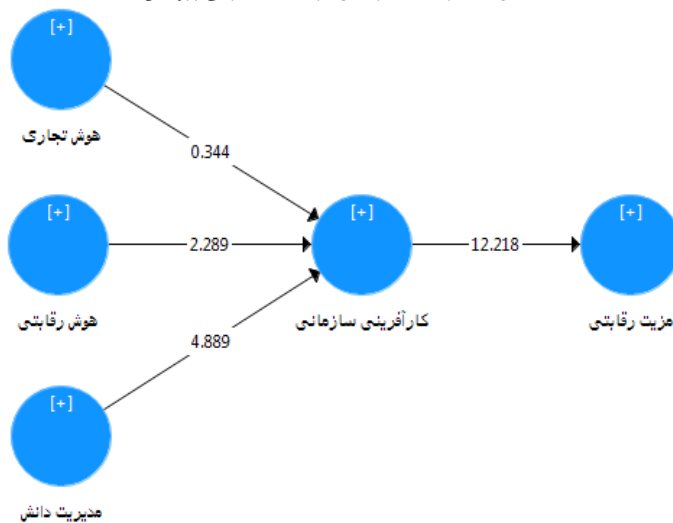 [+]
هوش تجاری
0.344
[+]
هوش رقابتی
2.289
[+]
کارآفرینی سازمانی
12.218
[+]
مزیت رقابتی
4.889
[+]
مدیریت دانش